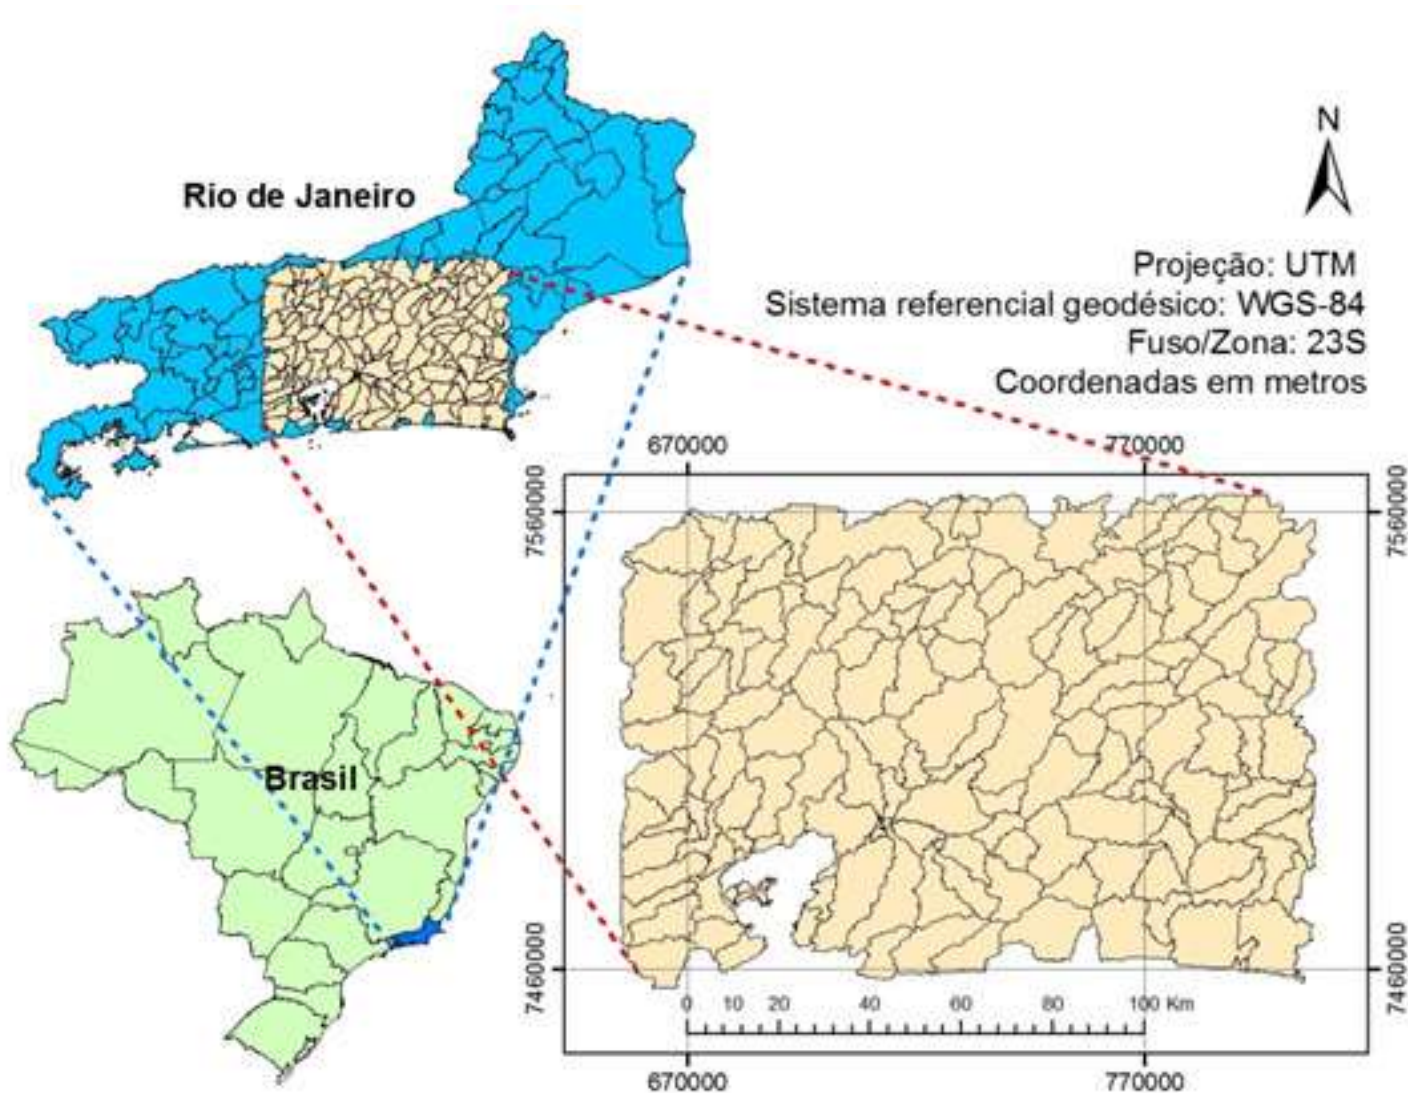 N
Rio de Janeiro
Projeção: UTM
Sistema referencial geodésico: WGS-84
Fuso/Zona: 23S
Coordenadas em metros
670000
770000
7560000
7560000
Brasil
7460000
7460000
0 10 20 40 60 80 100 Km
670000
770000